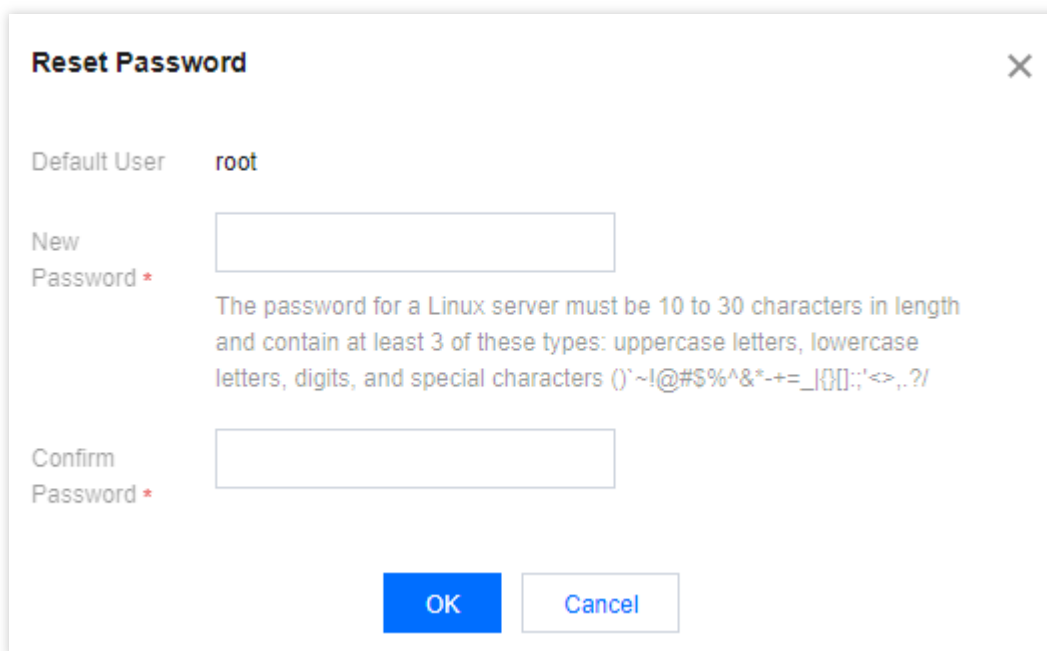 Reset Password
Default User root
New
Password *
The password for a Linux server must be 10 to 30 characters in length
and contain at least 3 of these types: uppercase letters, lowercase
letters, digits, and special characters ()`~!@#$%^&*-+=_|{}[]:;'<>,.?/
Confirm
Password *
OK Cancel